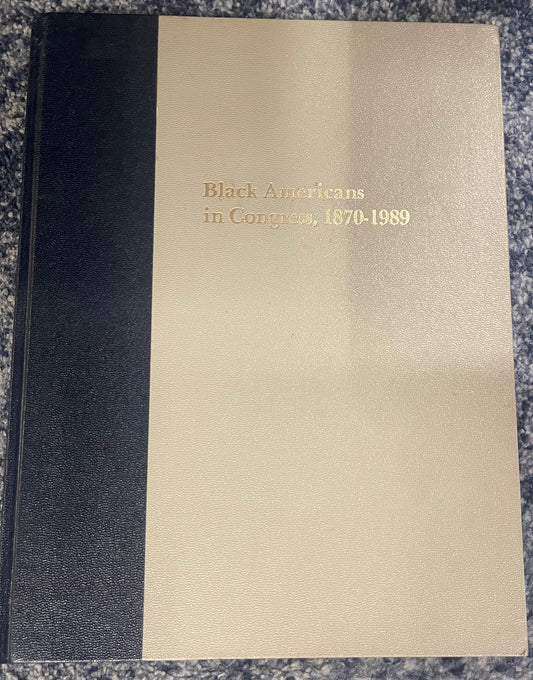 Black Americans
in Congress, 1870-1989